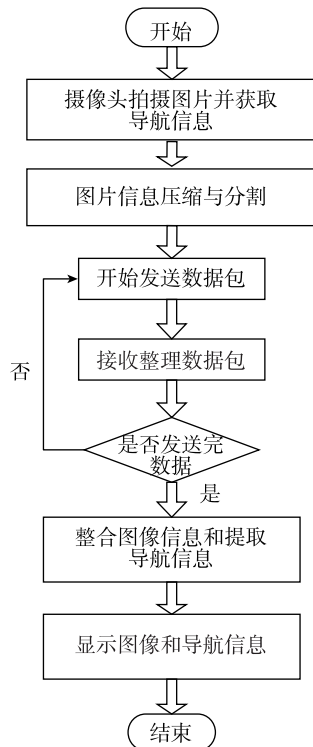 开始
摄像头拍摄图片并获取
导航信息
图片信息压缩与分割
开始发送数据包
接收整理数据包
否
是否发送完
数据
是
整合图像信息和提取
导航信息
显示图像和导航信息
结束